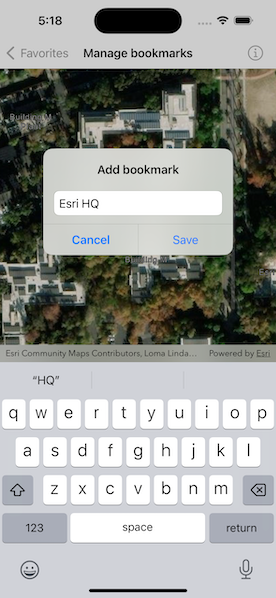 5:18
Favorites
Manage bookmarks
Add bookmark
Esri HQ
Cancel
Save
Esri Community Maps Contributors, Loma Linda...
Powered by Esri
“HQ”
q w e r t y u i o p
a s d f g h j k l
z x c v b n m
123
space
return